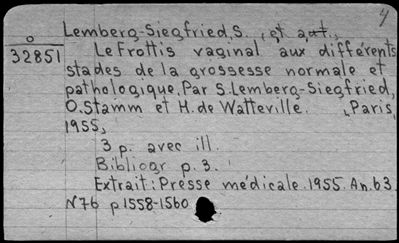 4
Lemberg-Siegfried, S., et aut.
O
32851
Le Frottis vaginal aux différents
stades de la grossesse normale et
pathologique. Par S. Lemberg-Siegfried,
O. Stamm et H. de Watteville. Paris,
1955,
3 p. avec ill.
Bibliogr p. 3.
Extrait: Presse médicale. 1955. An. 63.
N76 p 1558-1560